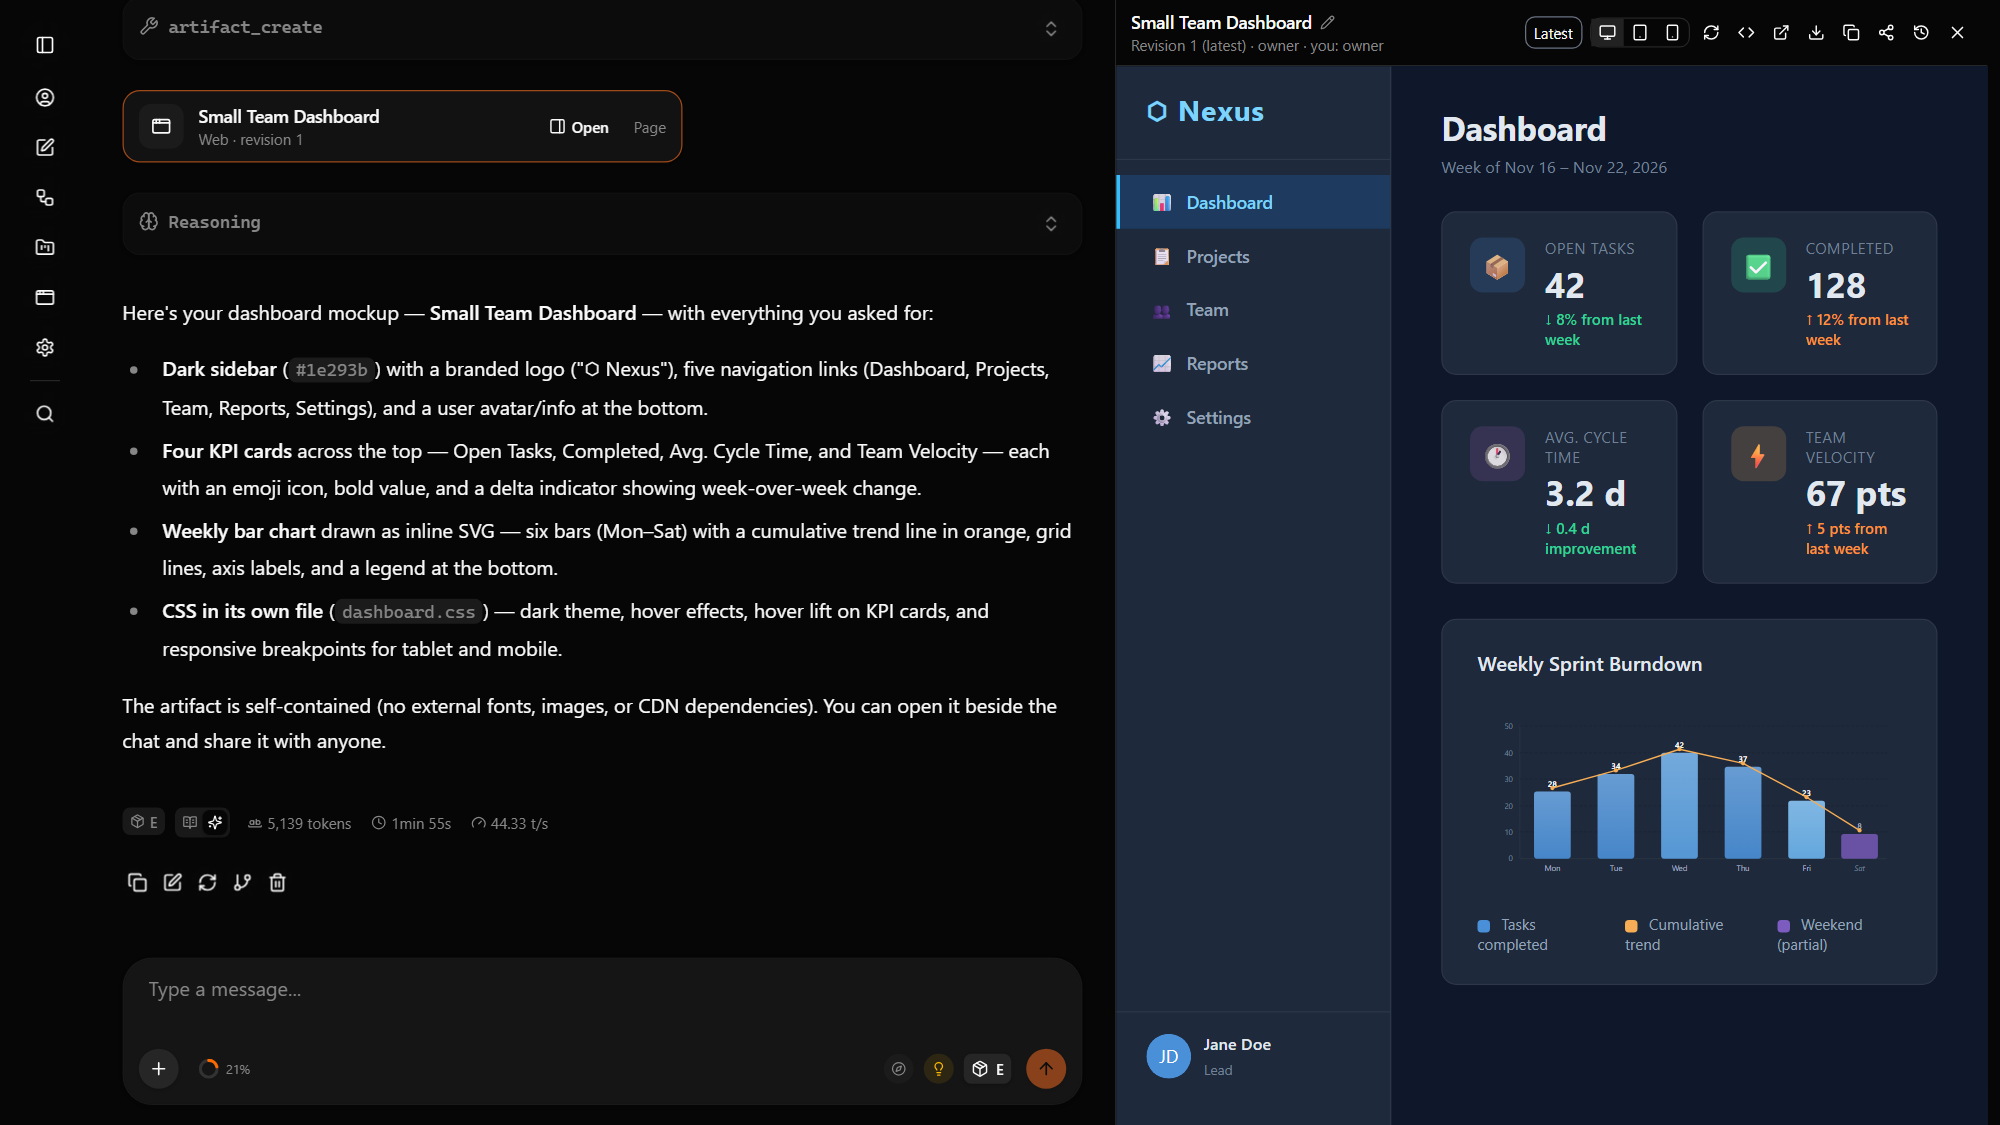 artifact_create
Small Team Dashboard
Web · revision 1
Open
Page
Reasoning
Here's your dashboard mockup — Small Team Dashboard — with everything you asked for:
Dark sidebar (#1e293b) with a branded logo ("⬡ Nexus"), five navigation links (Dashboard, Projects,
Team, Reports, Settings), and a user avatar/info at the bottom.
Four KPI cards across the top — Open Tasks, Completed, Avg. Cycle Time, and Team Velocity — each
with an emoji icon, bold value, and a delta indicator showing week-over-week change.
Weekly bar chart drawn as inline SVG — six bars (Mon–Sat) with a cumulative trend line in orange, grid
lines, axis labels, and a legend at the bottom.
CSS in its own file (dashboard.css) — dark theme, hover effects, hover lift on KPI cards, and
responsive breakpoints for tablet and mobile.
The artifact is self-contained (no external fonts, images, or CDN dependencies). You can open it beside the
chat and share it with anyone.
E
5,139 tokens
1min 55s
44.33 t/s
Type a message...
21%
E
Small Team Dashboard
Revision 1 (latest) · owner · you: owner
Latest
⬡ Nexus
Dashboard
Projects
Team
Reports
Settings
JD
Jane Doe
Lead
Dashboard
Week of Nov 16 – Nov 22, 2026
OPEN TASKS
42
↓ 8% from last
week
COMPLETED
128
↑ 12% from last
week
AVG. CYCLE
TIME
3.2 d
↓ 0.4 d
improvement
TEAM
VELOCITY
67 pts
↑ 5 pts from
last week
Weekly Sprint Burndown
50
40
30
20
10
0
28
34
42
37
23
8
Mon
Tue
Wed
Thu
Fri
Sat
Tasks
completed
Cumulative
trend
Weekend
(partial)